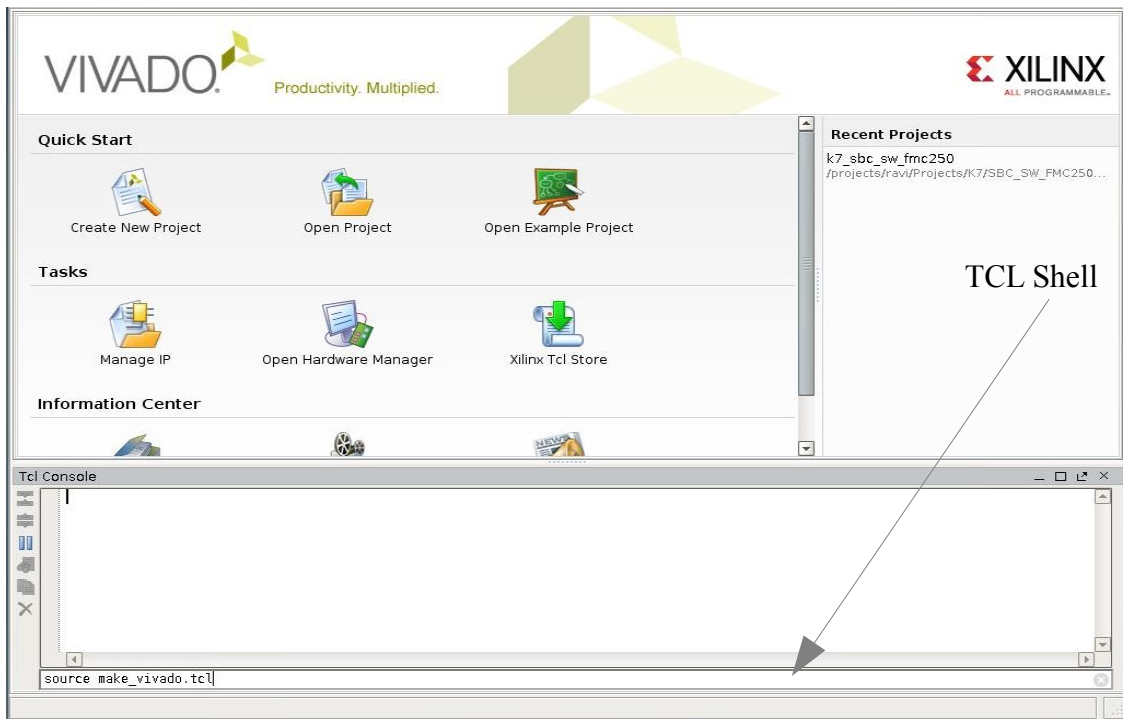 VIVADO.
Productivity. Multiplied.
XILINX
ALL PROGRAMMABLE™
Quick Start
Create New Project
Open Project
Open Example Project
Tasks
Manage IP
Open Hardware Manager
Xilinx Tcl Store
Information Center
NEWS
Recent Projects
k7_sbc_sw_fmc250
/projects/ravi/Projects/K7/SBC_SW_FMC250...
TCL Shell
Tcl Console
source make_vivado.tcl